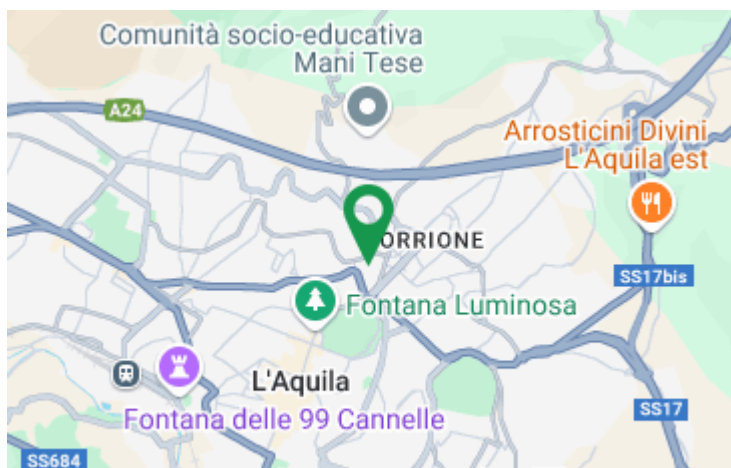 Comunità socio-educativa
Mani Tese
A24
Arrosticini Divini
L'Aquila est
ORRIONE
SS17bis
Fontana Luminosa
L'Aquila
Fontana delle 99 Cannelle
SS17
SS684